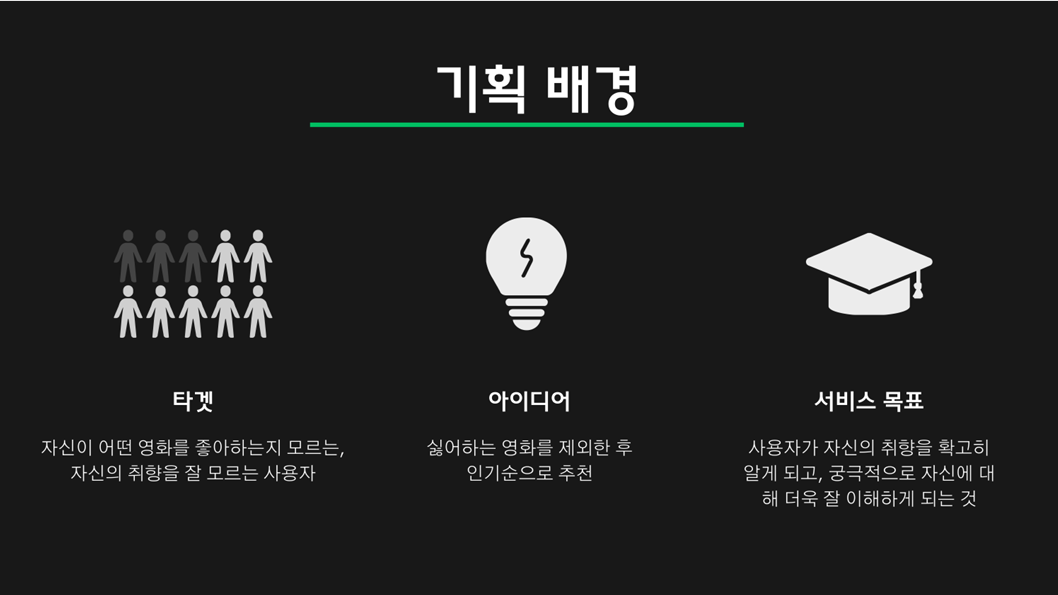 기획 배경
타겟
자신이 어떤 영화를 좋아하는지 모르는,
자신의 취향을 잘 모르는 사용자
아이디어
싫어하는 영화를 제외한 후
인기순으로 추천
서비스 목표
사용자가 자신의 취향을 확고히
알게 되고, 궁극적으로 자신에 대
해 더욱 잘 이해하게 되는 것